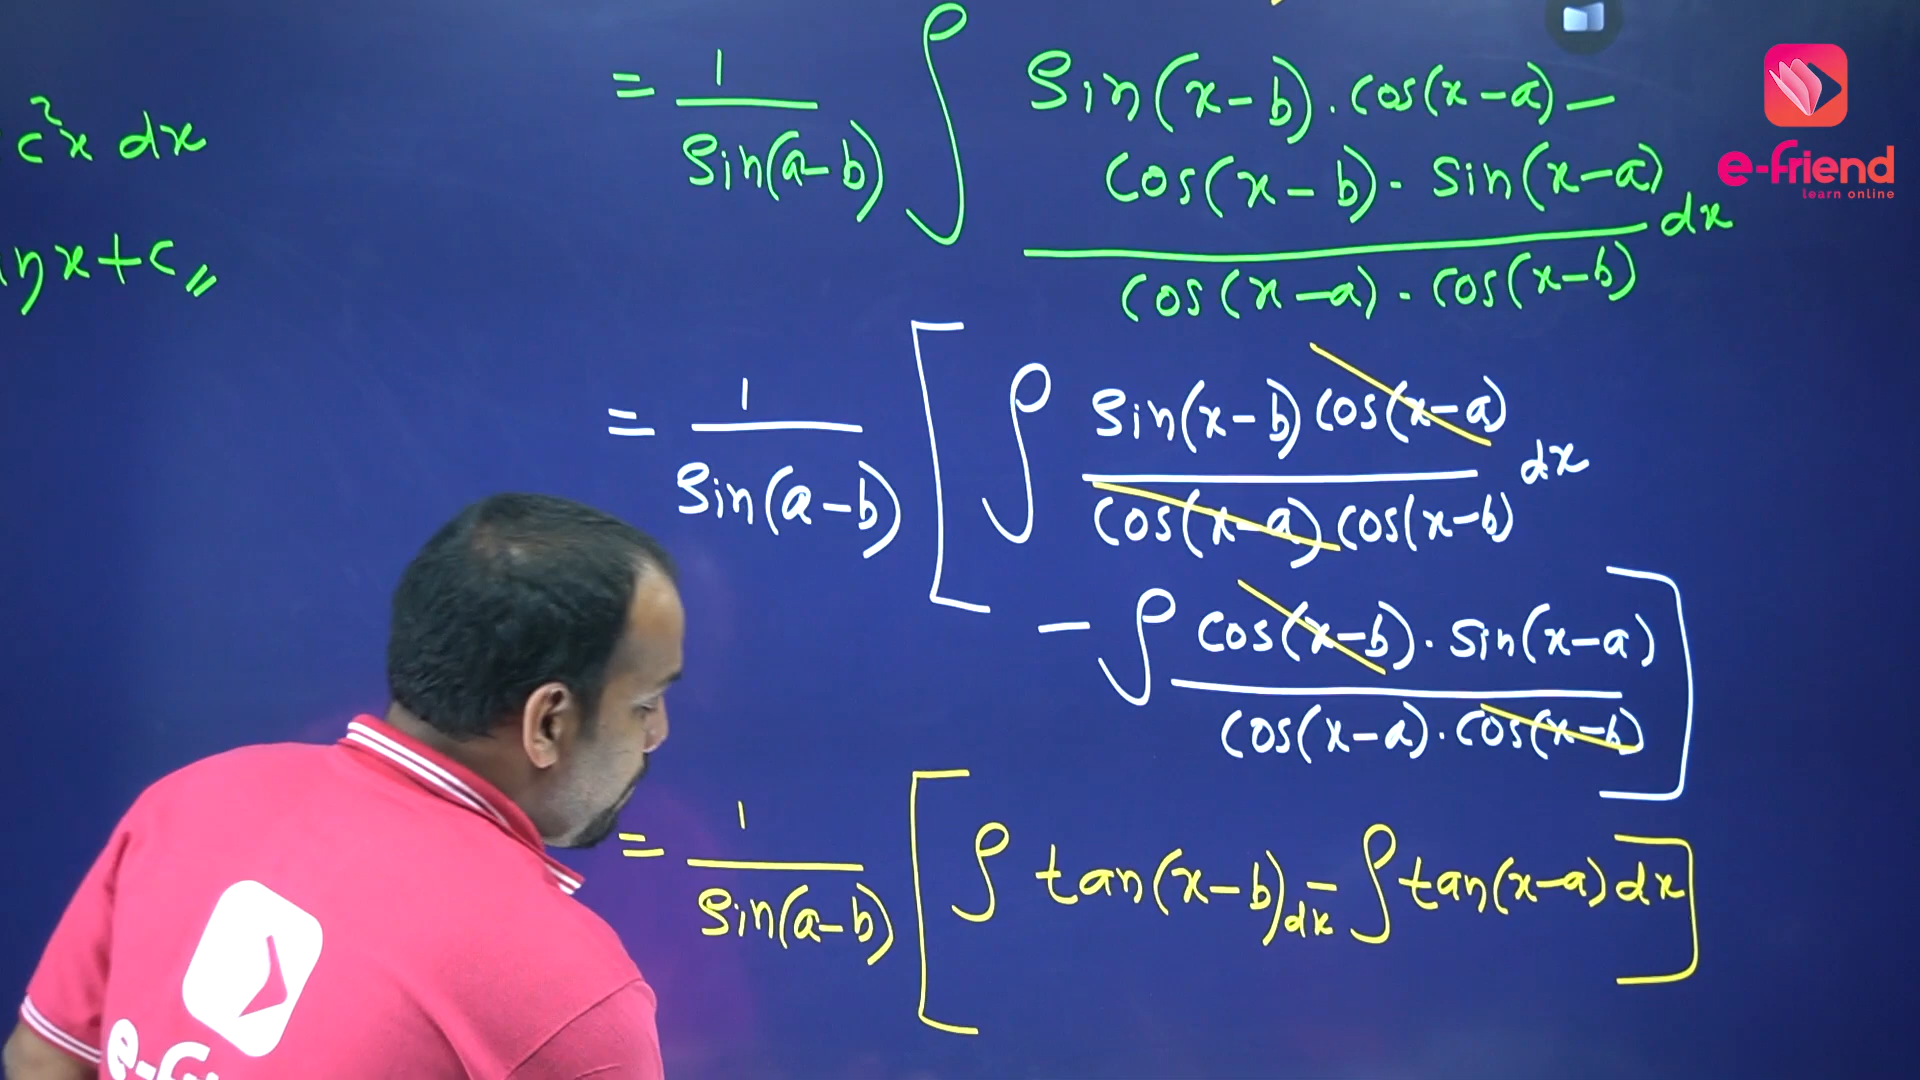 c²x dx
ηx+c,,
= 1/Sin(a-b) ∫ Sin(x-b).cos(x-a) -
cos(x-b). sin(x-a) dx
cos(x-a). cos(x-b)
= 1/Sin(a-b) [ ∫ Sin(x-b) cos(x-a) / cos(x-a) cos(x-b) dx
- ∫ cos(x-b). sin(x-a) / cos(x-a). cos(x-b) ]
= 1/Sin(a-b) [ ∫ tan(x-b) dx - ∫ tan(x-a) dx ]
e-friend
learn online